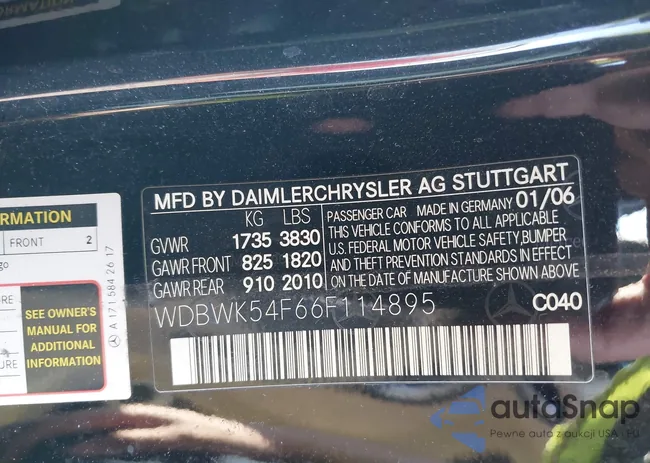 MFD BY DAIMLERCHRYSLER AG STUTTGART
KG LBS
GVWR 1735 3830
GAWR FRONT 825 1820
GAWR REAR 910 2010
PASSENGER CAR MADE IN GERMANY 01/06
THIS VEHICLE CONFORMS TO ALL APPLICABLE
U.S. FEDERAL MOTOR VEHICLE SAFETY, BUMPER
AND THEFT PREVENTION STANDARDS IN EFFECT
ON THE DATE OF MANUFACTURE SHOWN ABOVE
WDBWK54F66F114895
C040
FORMATION
FRONT 2
SEE OWNER'S
MANUAL FOR
ADDITIONAL
INFORMATION
A 171 584 26 17
autoSnap
Pewne auto z aukcji USA - EU